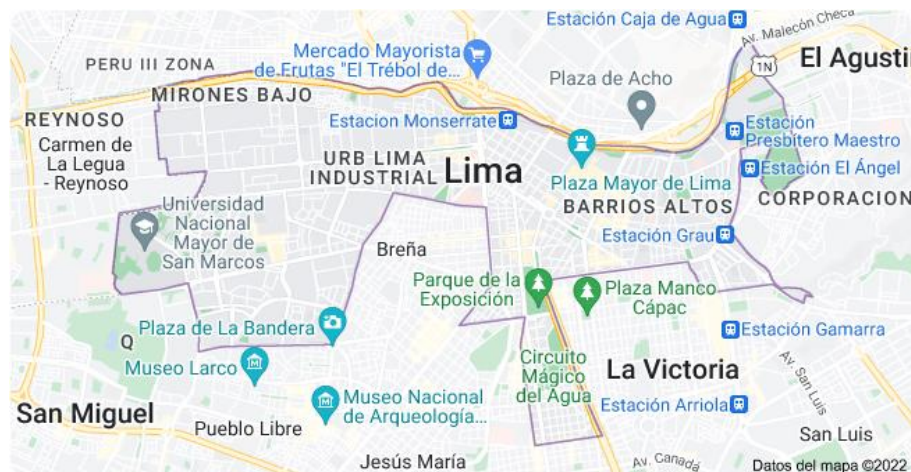 Estación Caja de Agua
Av. Malecón Checa
Mercado Mayorista
de Frutas "El Trébol de...
1N
El Agusti
PERU III ZONA
Plaza de Acho
MIRONES BAJO
REYNOSO
Estacion Monserrate
Estación
Presbítero Maestro
Carmen de
La Legua
- Reynoso
URB LIMA
INDUSTRIAL
Lima
Estación El Ángel
Plaza Mayor de Lima
Universidad
Nacional
Mayor de
San Marcos
BARRIOS ALTOS
CORPORACION
Breña
Estación Grau
Parque de la
Exposición
Plaza Manco
Cápac
Plaza de La Bandera
Estación Gamarra
Q
Museo Larco
Circuito
Mágico
del Agua
La Victoria
Av. San Luis
San Miguel
Museo Nacional
de Arqueología...
Estación Arriola
Pueblo Libre
San Luis
Jesús María
Av. Canadá
Datos del mapa ©2022